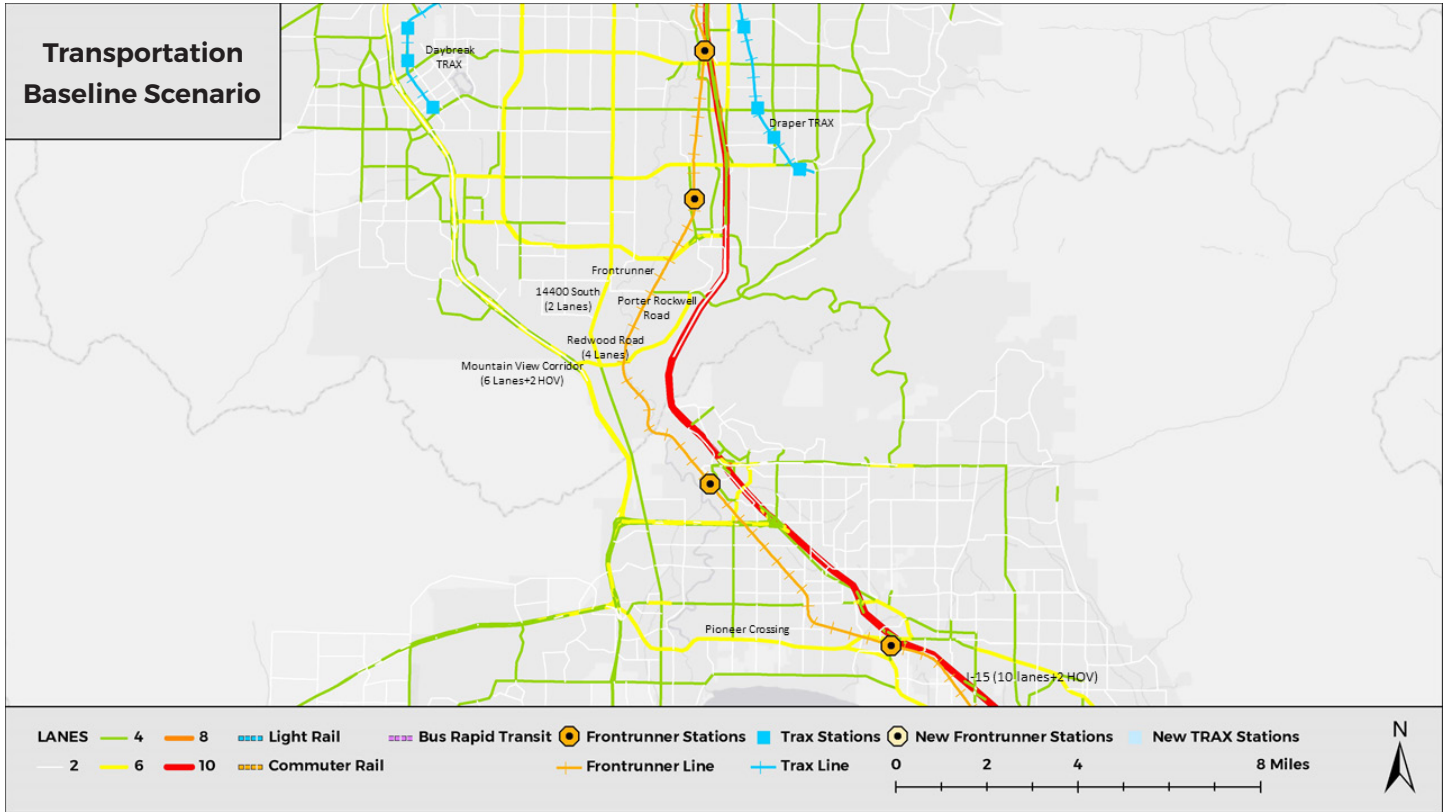 Transportation
Baseline Scenario
Daybreak
TRAX
Draper TRAX
Frontrunner
14400 South
(2 Lanes)
Porter Rockwell
Road
Redwood Road
(4 Lanes)
Mountain View Corridor
(6 Lanes+2 HOV)
Pioneer Crossing
I-15 (10 lanes+2 HOV)
LANES 4 8 Light Rail Bus Rapid Transit Frontrunner Stations Trax Stations New Frontrunner Stations New TRAX Stations
2 6 10 Commuter Rail Frontrunner Line Trax Line 0 2 4 8 Miles
N